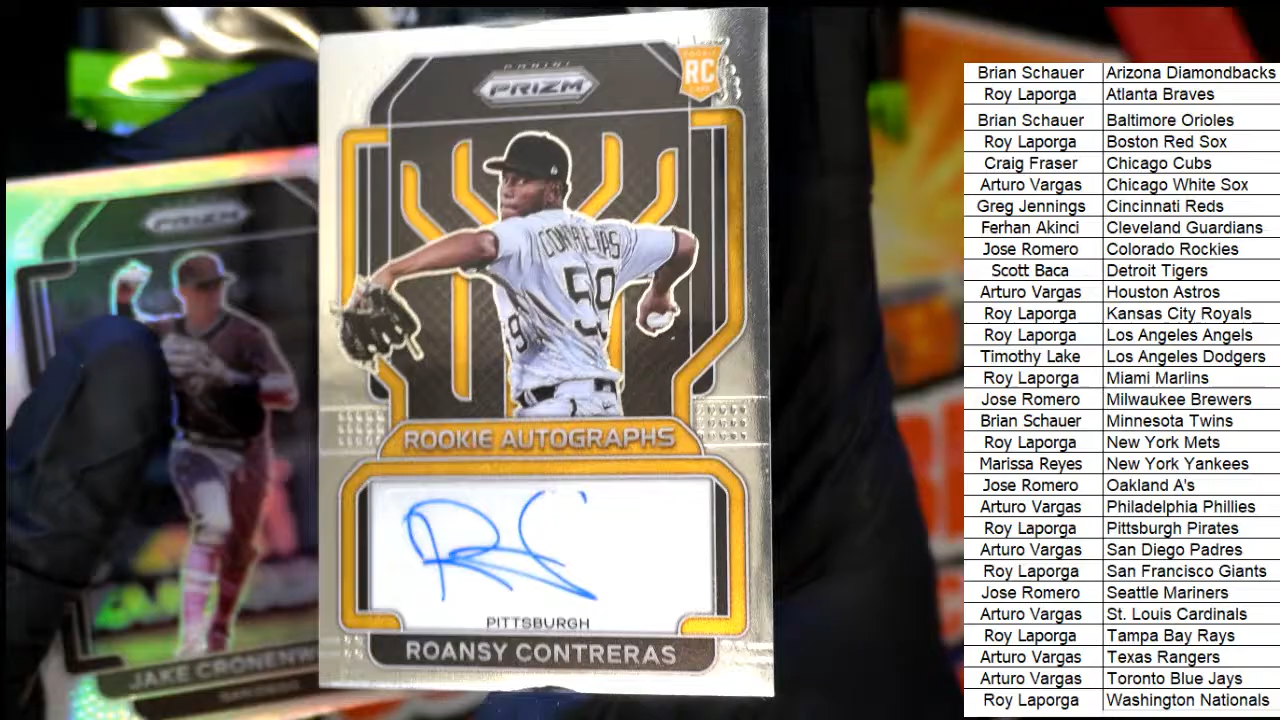 PANINI
PRIZM
ROOKIE
RC
CARD
CONTRERAS
59
9
ROOKIE AUTOGRAPHS
RC
PITTSBURGH
ROANSY CONTRERAS
PRIZM
JAKE CRONENW
SAN DIEGO
Brian Schauer Arizona Diamondbacks
Roy Laporga Atlanta Braves
Brian Schauer Baltimore Orioles
Roy Laporga Boston Red Sox
Craig Fraser Chicago Cubs
Arturo Vargas Chicago White Sox
Greg Jennings Cincinnati Reds
Ferhan Akinci Cleveland Guardians
Jose Romero Colorado Rockies
Scott Baca Detroit Tigers
Arturo Vargas Houston Astros
Roy Laporga Kansas City Royals
Roy Laporga Los Angeles Angels
Timothy Lake Los Angeles Dodgers
Roy Laporga Miami Marlins
Jose Romero Milwaukee Brewers
Brian Schauer Minnesota Twins
Roy Laporga New York Mets
Marissa Reyes New York Yankees
Jose Romero Oakland A's
Arturo Vargas Philadelphia Phillies
Roy Laporga Pittsburgh Pirates
Arturo Vargas San Diego Padres
Roy Laporga San Francisco Giants
Jose Romero Seattle Mariners
Arturo Vargas St. Louis Cardinals
Roy Laporga Tampa Bay Rays
Arturo Vargas Texas Rangers
Arturo Vargas Toronto Blue Jays
Roy Laporga Washington Nationals